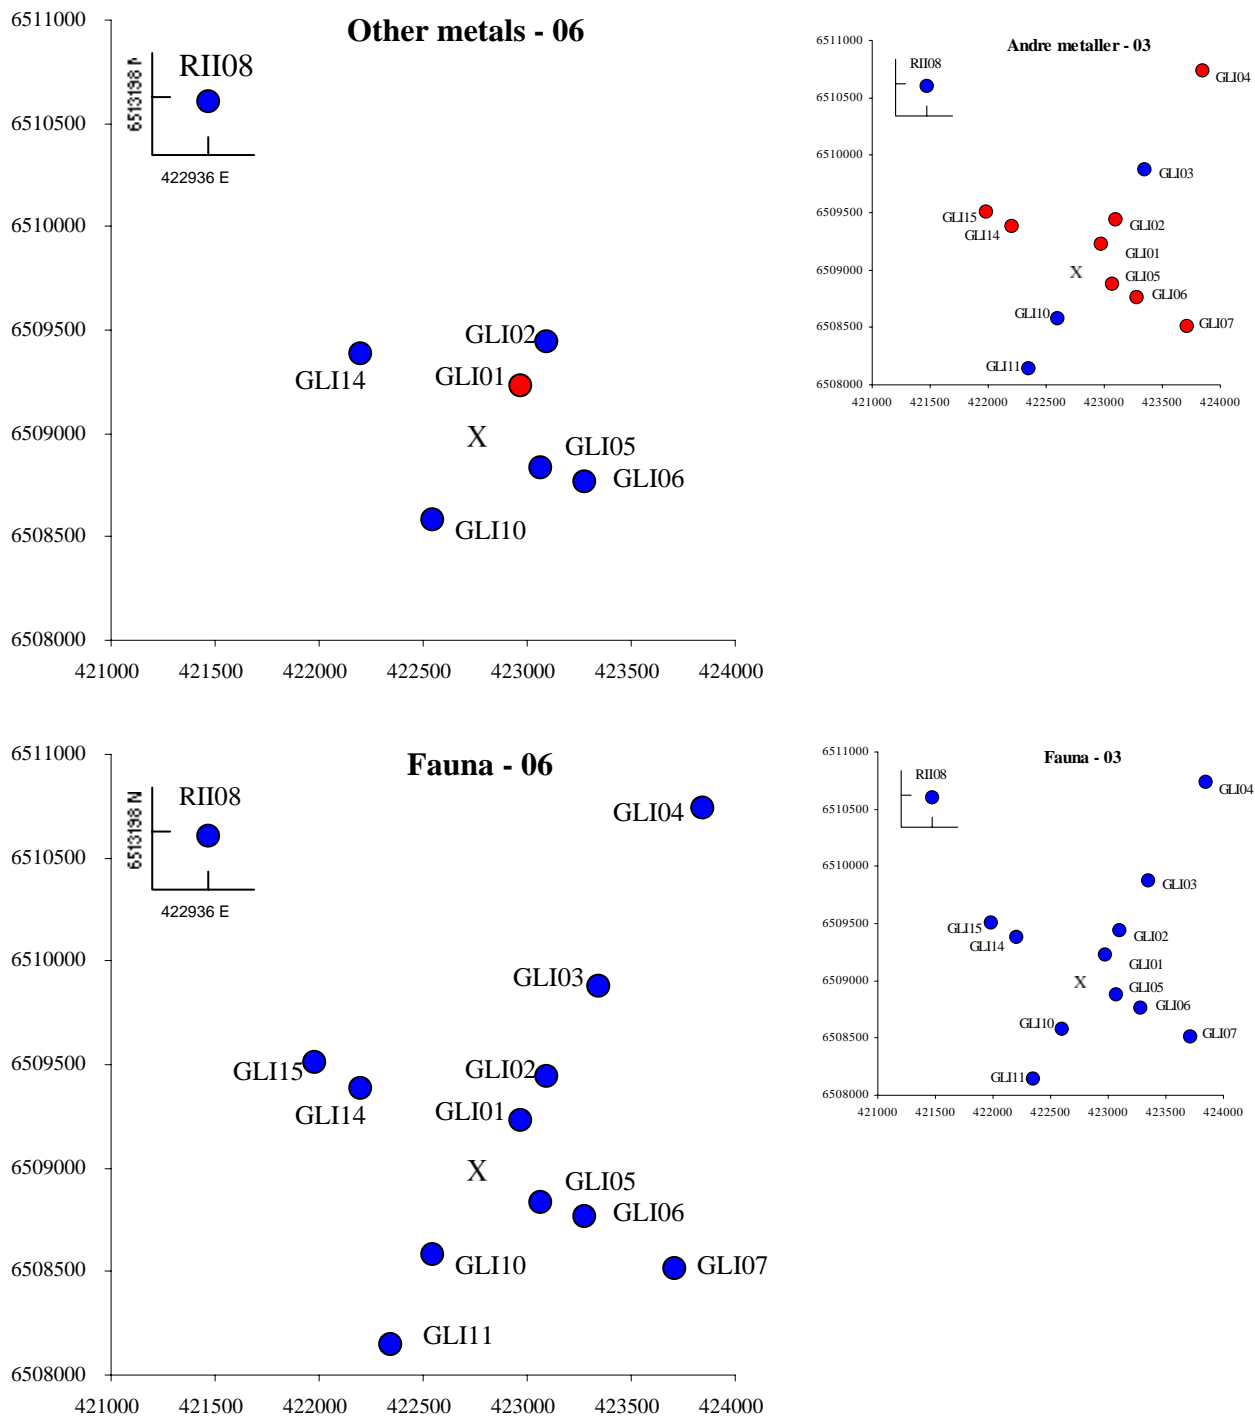 Other metals - 06
6511000
6510500
6510000
6509500
6509000
6508500
6508000
421000 421500 422000 422500 423000 423500 424000
RII08
6513198 N
422936 E
GLI02
GLI14
GLI01
X
GLI05
GLI06
GLI10
Andre metaller - 03
6511000
6510500
6510000
6509500
6509000
6508500
6508000
421000 421500 422000 422500 423000 423500 424000
RII08
GLI04
GLI03
GLI15
GLI02
GLI14
GLI01
X
GLI05
GLI06
GLI10
GLI07
GLI11
Fauna - 06
6511000
6510500
6510000
6509500
6509000
6508500
6508000
421000 421500 422000 422500 423000 423500 424000
RII08
6513198 N
422936 E
GLI04
GLI03
GLI15
GLI02
GLI14
GLI01
X
GLI05
GLI06
GLI10
GLI07
GLI11
Fauna - 03
6511000
6510500
6510000
6509500
6509000
6508500
6508000
421000 421500 422000 422500 423000 423500 424000
RII08
GLI04
GLI03
GLI15
GLI02
GLI14
GLI01
X
GLI05
GLI06
GLI10
GLI07
GLI11